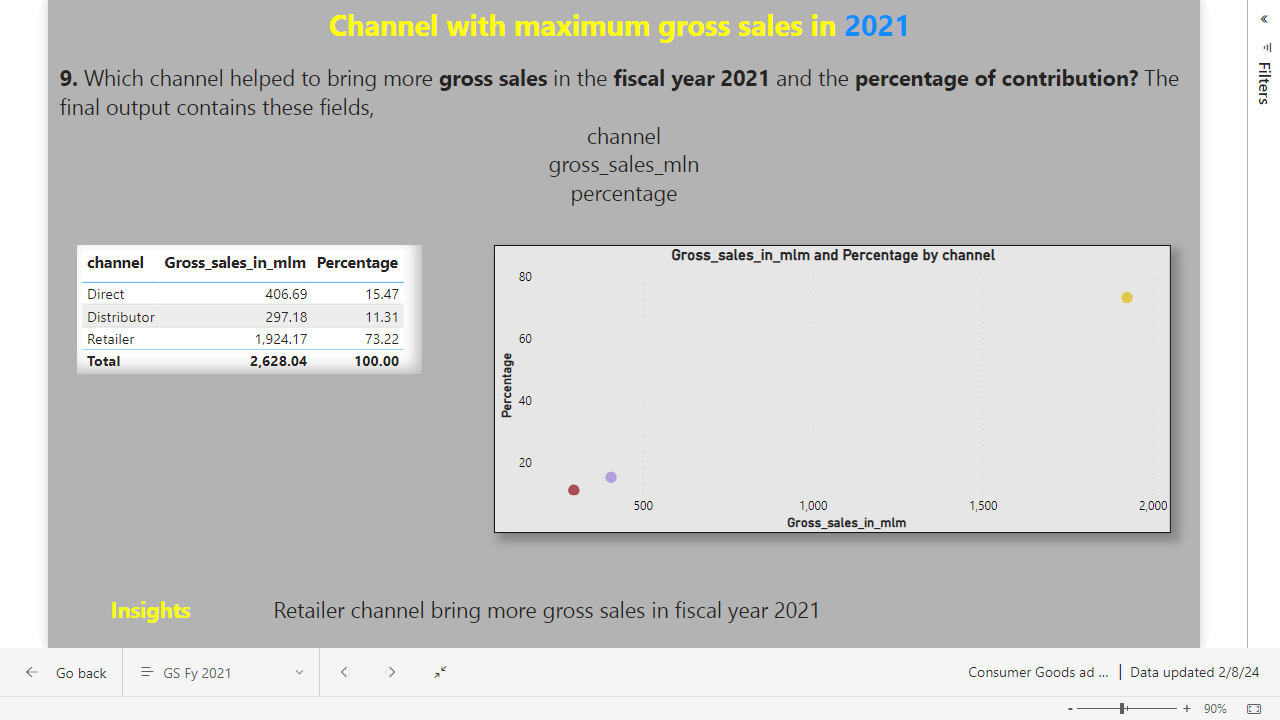 Channel with maximum gross sales in 2021
9. Which channel helped to bring more gross sales in the fiscal year 2021 and the percentage of contribution? The
final output contains these fields,
channel
gross_sales_mln
percentage
channel Gross_sales_in_mlm Percentage
Direct 406.69 15.47
Distributor 297.18 11.31
Retailer 1,924.17 73.22
Total 2,628.04 100.00
Gross_sales_in_mlm and Percentage by channel
80
60
40
20
Percentage
500 1,000 1,500 2,000
Gross_sales_in_mlm
Insights Retailer channel bring more gross sales in fiscal year 2021
Filters
Go back GS Fy 2021 Consumer Goods ad ... | Data updated 2/8/24
- + 90%